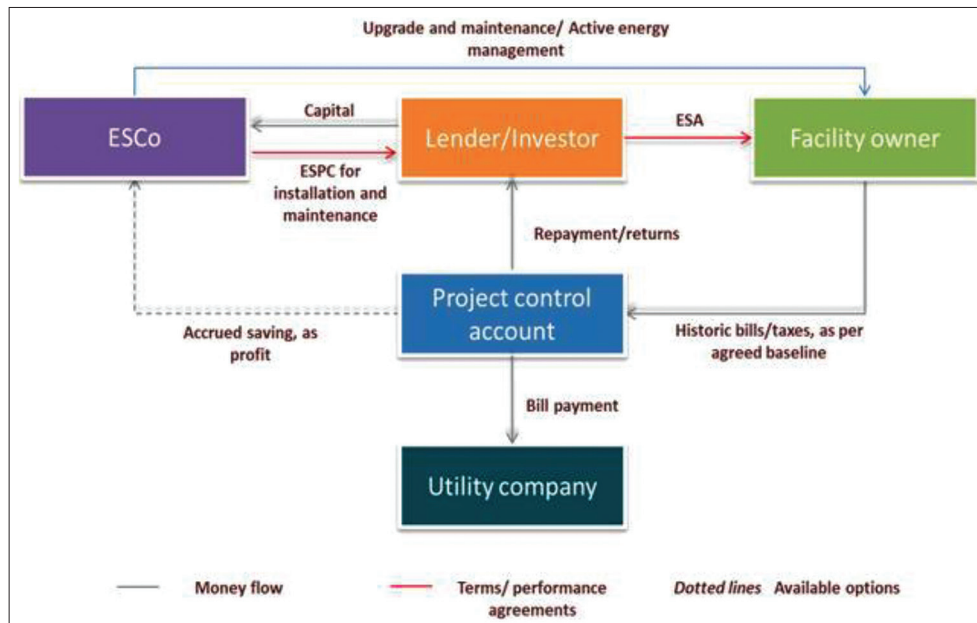 Upgrade and maintenance/ Active energy
management
ESCo
Capital
Lender/Investor
ESA
Facility owner
ESPC for
installation and
maintenance
Repayment/returns
Project control
account
Accrued saving, as
profit
Historic bills/taxes, as per
agreed baseline
Bill payment
Utility company
Money flow
Terms/ performance
agreements
Dotted lines Available options